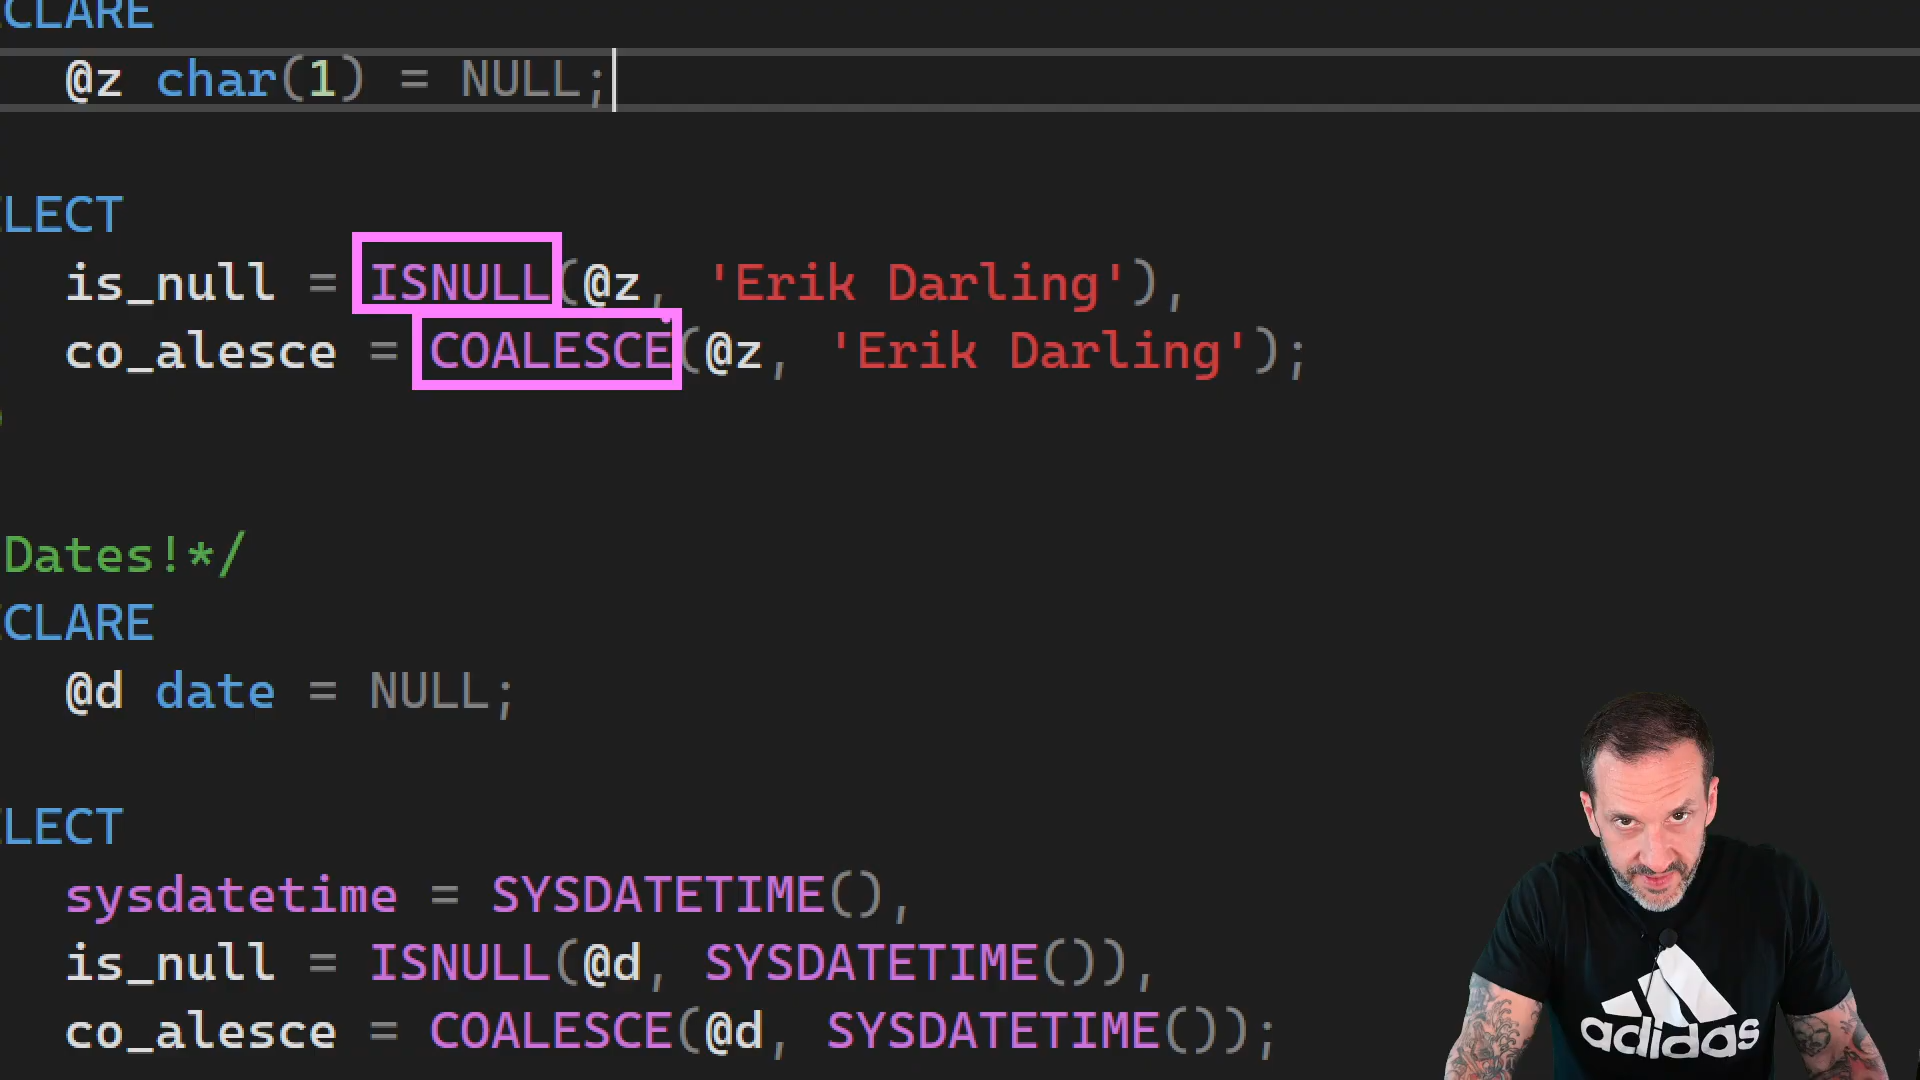 CLARE
@z char(1) = NULL;
LECT
is_null = ISNULL(@z, 'Erik Darling'),
co_alesce = COALESCE(@z, 'Erik Darling');
Dates!*/
CLARE
@d date = NULL;
LECT
sysdatetime = SYSDATETIME(),
is_null = ISNULL(@d, SYSDATETIME()),
co_alesce = COALESCE(@d, SYSDATETIME());
adidas